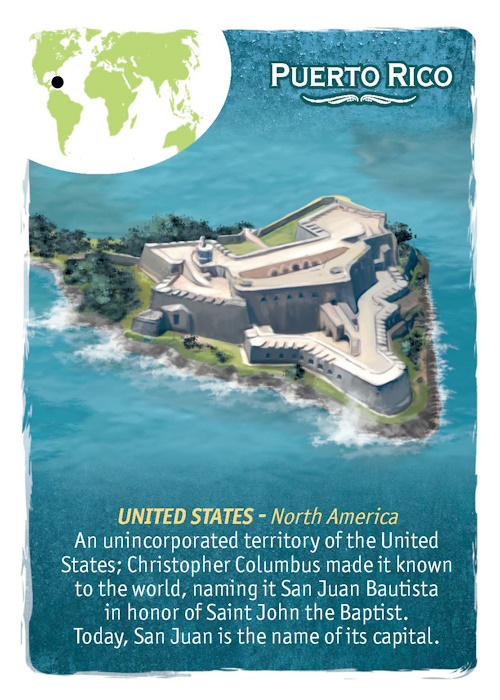 PUERTO RICO
UNITED STATES - North America
An unincorporated territory of the United
States; Christopher Columbus made it known
to the world, naming it San Juan Bautista
in honor of Saint John the Baptist.
Today, San Juan is the name of its capital.